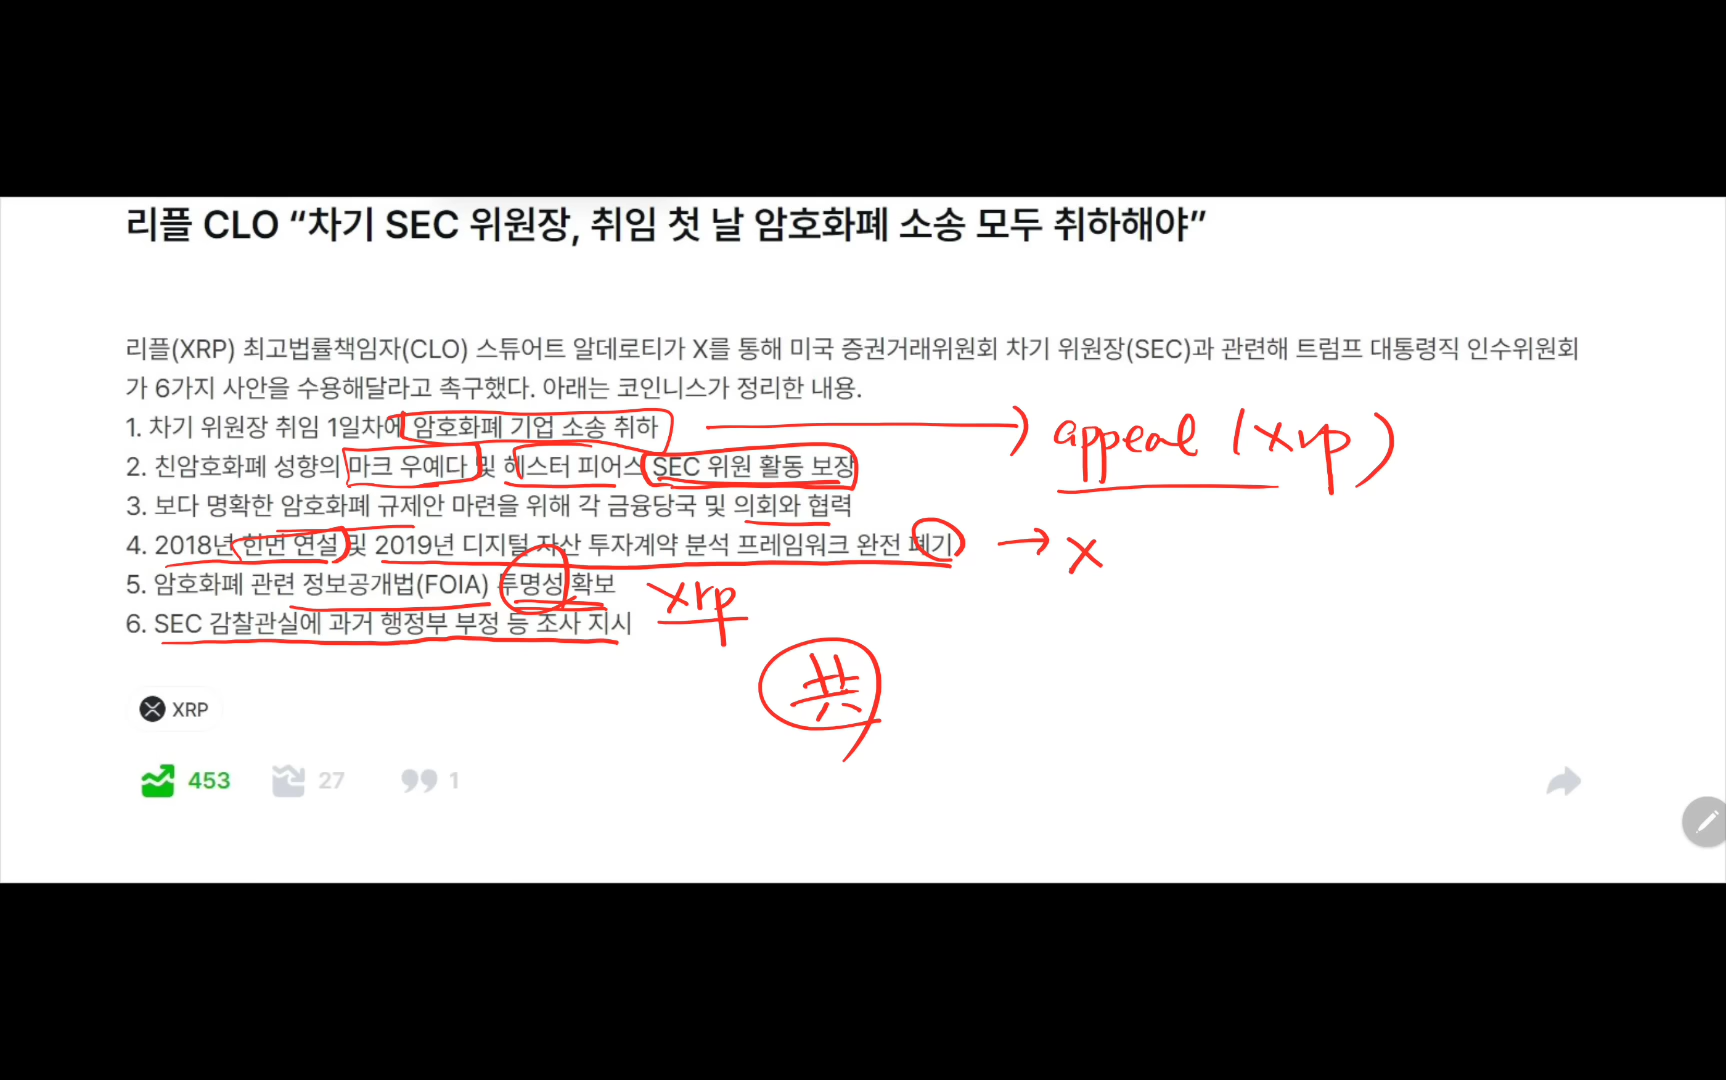 리플 CLO “차기 SEC 위원장, 취임 첫 날 암호화폐 소송 모두 취하해야”
리플(XRP) 최고법률책임자(CLO) 스튜어트 알데로티가 X를 통해 미국 증권거래위원회 차기 위원장(SEC)과 관련해 트럼프 대통령직 인수위원회
가 6가지 사안을 수용해달라고 촉구했다. 아래는 코인니스가 정리한 내용.
1. 차기 위원장 취임 1일차에 암호화폐 기업 소송 취하
appeal (xrp)
2. 친암호화폐 성향의 마크 우예다 및 헤스터 피어스 SEC 위원 활동 보장
3. 보다 명확한 암호화폐 규제안 마련을 위해 각 금융당국 및 의회와 협력
4. 2018년 힌먼 연설 및 2019년 디지털 자산 투자계약 분석 프레임워크 완전 폐기
→ x
5. 암호화폐 관련 정보공개법(FOIA) 투명성 확보
xrp
6. SEC 감찰관실에 과거 행정부 부정 등 조사 지시
共
XRP
453 27 1